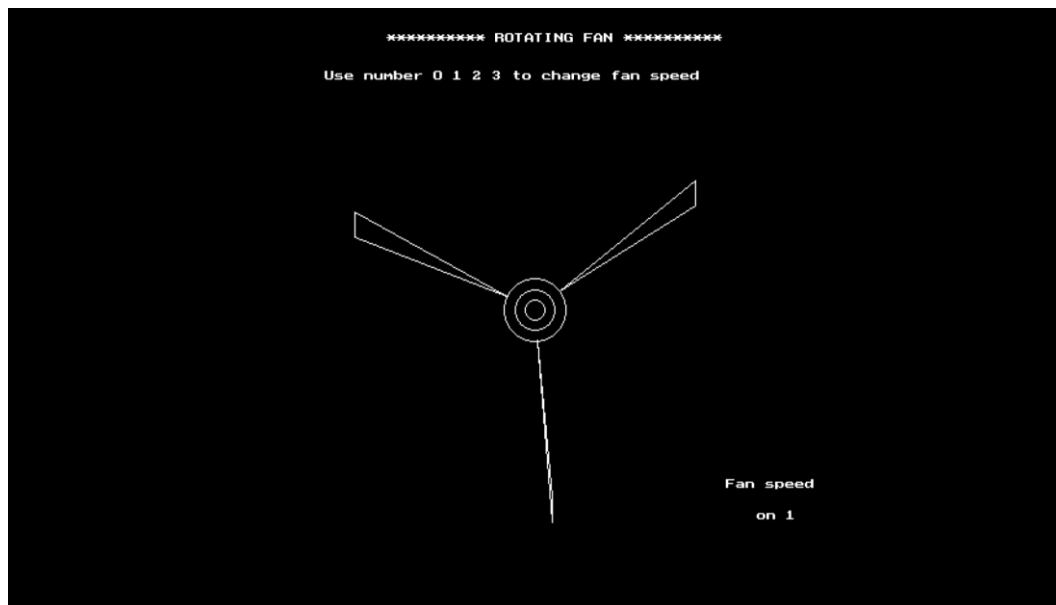 ********** ROTATING FAN **********
Use number 0 1 2 3 to change fan speed
Fan speed
on 1